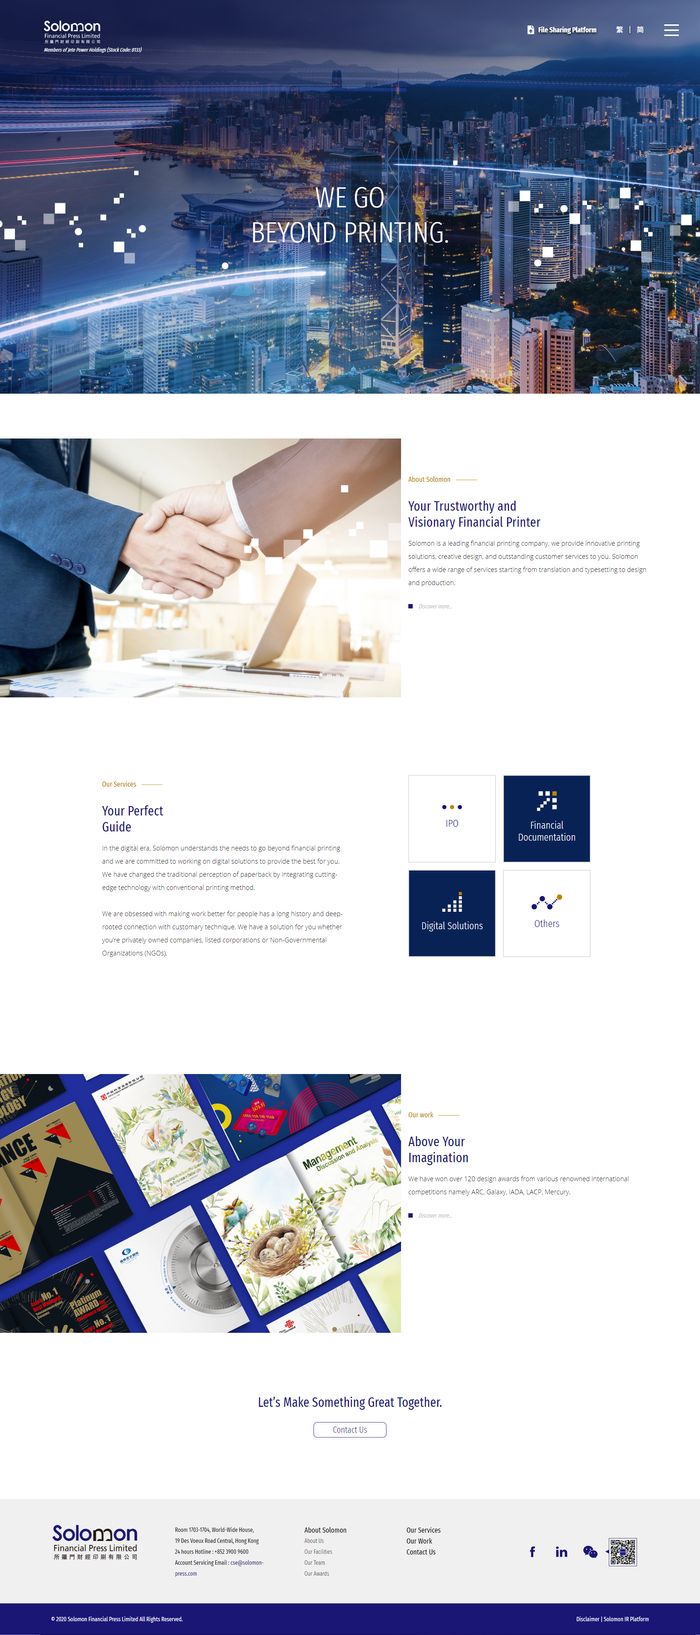 Solomon
Financial Press Limited
所羅門財經印刷有限公司
Members of Jete Power Holdings (Stock Code: 8133)
File Sharing Platform
繁 | 簡
WE GO
BEYOND PRINTING.
About Solomon
Your Trustworthy and
Visionary Financial Printer
Solomon is a leading financial printing company, we provide innovative printing
solutions, creative design, and outstanding customer services to you. Solomon
offers a wide range of services starting from translation and typesetting to design
and production.
Discover more...
Our Services
Your Perfect
Guide
In the digital era, Solomon understands the needs to go beyond financial printing
and we are committed to working on digital solutions to provide the best for you.
We have changed the traditional perception of paperback by integrating cutting-
edge technology with conventional printing method.
We are obsessed with making work better for people has a long history and deep-
rooted connection with customary technique. We have a solution for you whether
you're privately owned companies, listed corporations or Non-Governmental
Organizations (NGOs).
IPO
Financial
Documentation
Digital Solutions
Others
Management
Discussion and Analysis
Platinum
AWARD
No.1
Our work
Above Your
Imagination
We have won over 120 design awards from various renowned international
competitions namely ARC, Galaxy, IADA, LACP, Mercury.
Discover more...
Let's Make Something Great Together.
Contact Us
Solomon
Financial Press Limited
所羅門財經印刷有限公司
Room 1703-1704, World-Wide House,
19 Des Voeux Road Central, Hong Kong
24 hours Hotline : +852 3900 9600
Account Servicing Email : cse@solomon-
press.com
About Solomon
About Us
Our Facilities
Our Team
Our Awards
Our Services
Our Work
Contact Us
© 2020 Solomon Financial Press Limited All Rights Reserved.
Disclaimer | Solomon IR Platform